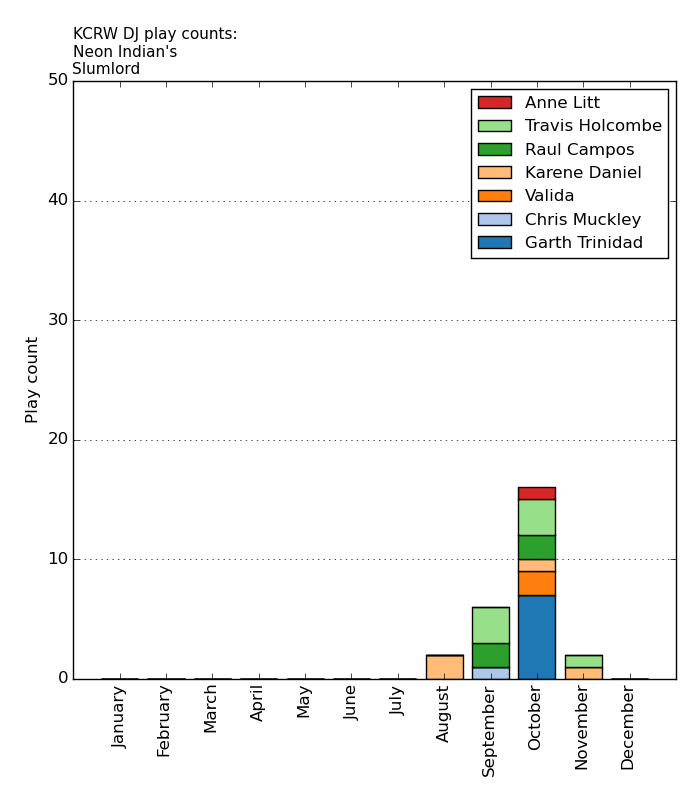 KCRW DJ play counts:
Neon Indian's
Slumlord
50
40
30
20
10
0
Play count
Anne Litt
Travis Holcombe
Raul Campos
Karene Daniel
Valida
Chris Muckley
Garth Trinidad
January
February
March
April
May
June
July
August
September
October
November
December